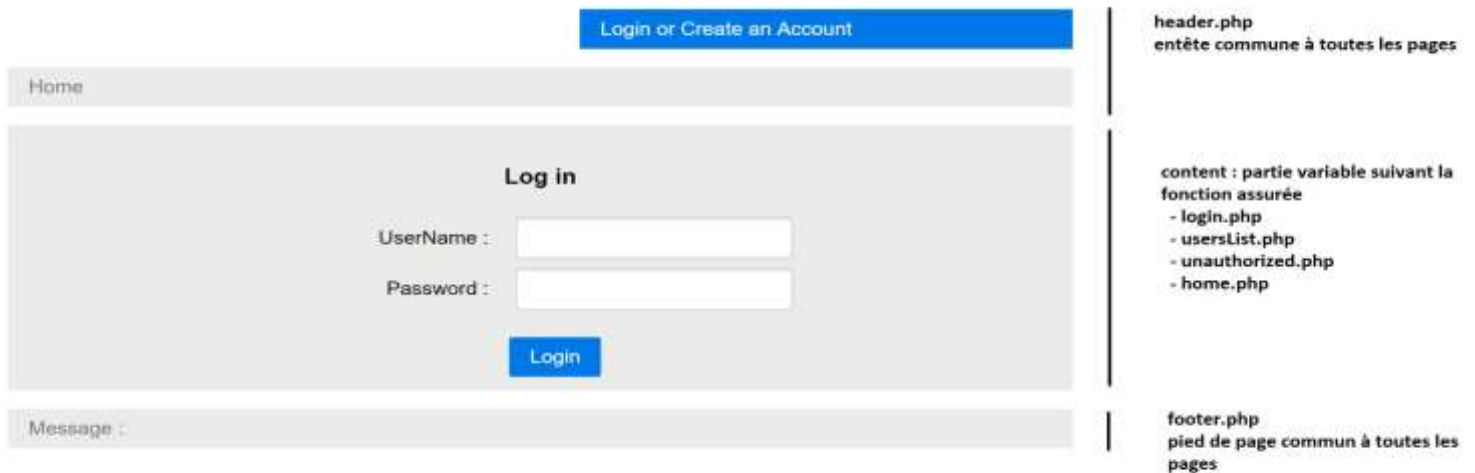 Login or Create an Account
header.php
entête commune à toutes les pages
Home
Log in
UserName :
Password :
Login
content : partie variable suivant la
fonction assurée
- login.php
- usersList.php
- unauthorized.php
- home.php
Message :
footer.php
pied de page commun à toutes les
pages